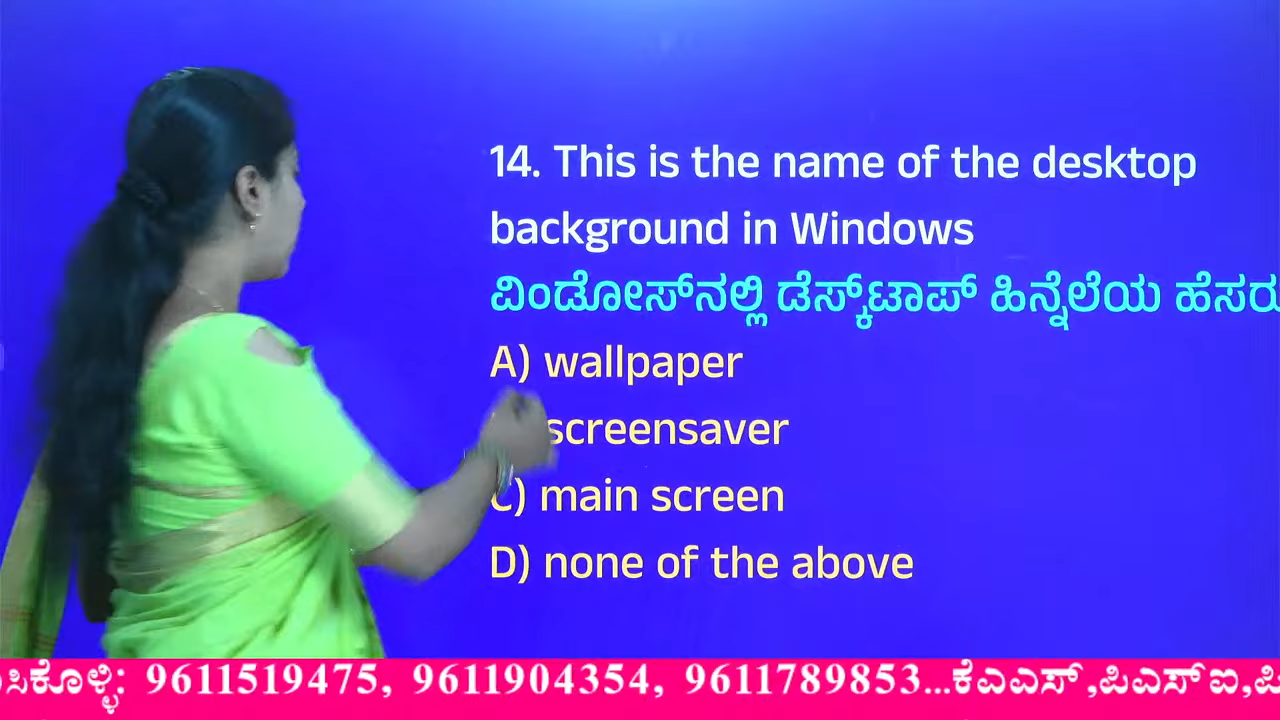 14. This is the name of the desktop
background in Windows
ವಿಂಡೋಸ್‌ನಲ್ಲಿ ಡೆಸ್ಕ್‌ಟಾಪ್ ಹಿನ್ನೆಲೆಯ ಹೆಸರು
A) wallpaper
screensaver
C) main screen
D) none of the above
9611519475, 9611904354, 9611789853...ಕೆಎಎಸ್,ಪಿಎಸ್ಐ,